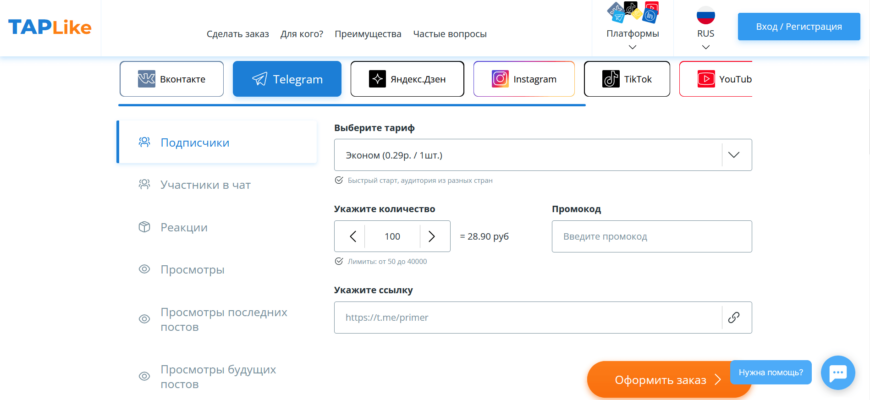 TAPLike
Сделать заказ
Для кого?
Преимущества
Частые вопросы
Платформы
RUS
Вход / Регистрация
Вконтакте
Telegram
Яндекс.Дзен
Instagram
TikTok
YouTub
Подписчики
Участники в чат
Реакции
Просмотры
Просмотры последних
постов
Просмотры будущих
постов
Выберите тариф
Эконом (0.29р. / 1шт.)
Быстрый старт, аудитория из разных стран
Укажите количество
100
= 28.90 руб
Лимиты: от 50 до 40000
Промокод
Введите промокод
Укажите ссылку
https://t.me/primer
Оформить заказ
Нужна помощь?